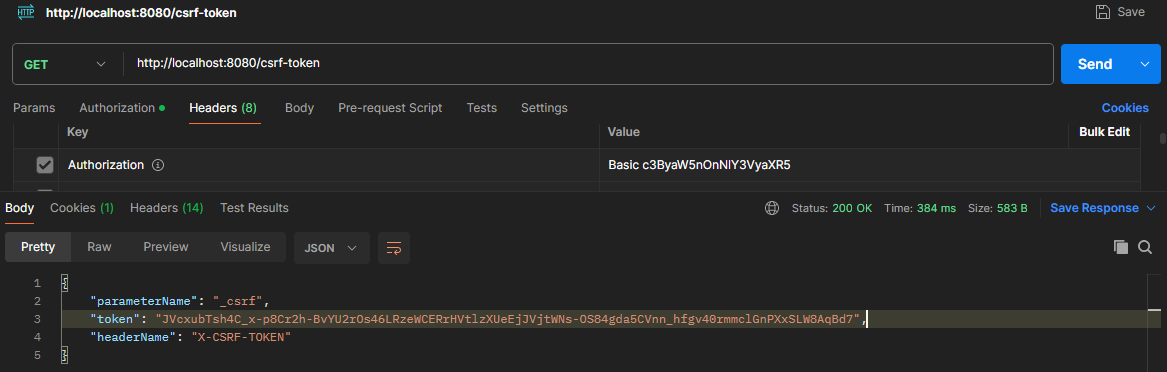 HTTP http://localhost:8080/csrf-token Save
GET http://localhost:8080/csrf-token Send
Params Authorization Headers (8) Body Pre-request Script Tests Settings Cookies
Key Value Bulk Edit
Authorization Basic c3ByaW5nOnNlY3VyaXR5
Body Cookies (1) Headers (14) Test Results Status: 200 OK Time: 384 ms Size: 583 B Save Response
Pretty Raw Preview Visualize JSON
1 {
2 "parameterName": "_csrf",
3 "token": "JVcxubTsh4C_x-p8Cr2h-BvYU2rOs46LRzeWCERrHVtlzXUeEjJVjtWNs-OS84gda5CVnn_hfgv40rmmclGnPXxSLW8AqBd7",
4 "headerName": "X-CSRF-TOKEN"
5 }